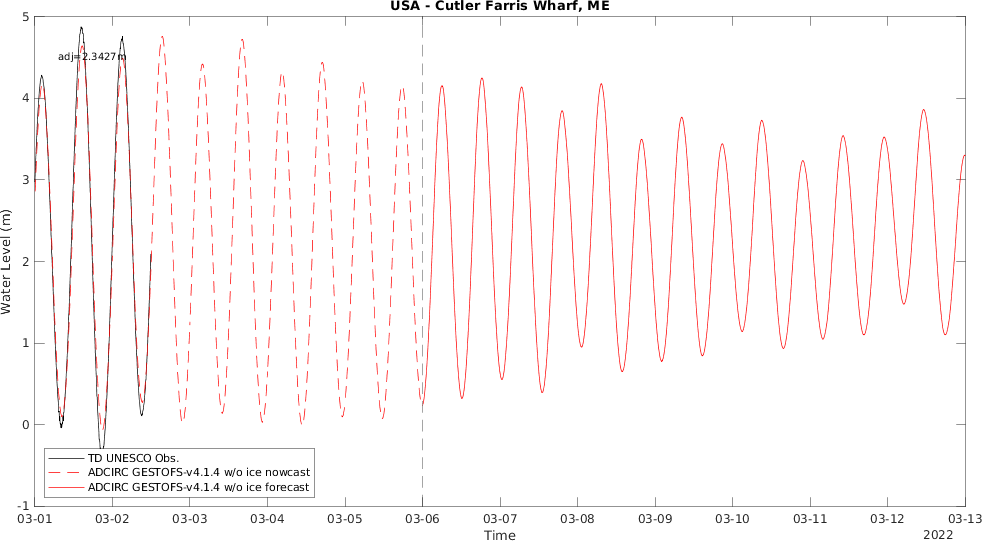 USA - Cutler Farris Wharf, ME
5
adj=2.3427m
4
3
2
1
0
-1
Water Level (m)
TD UNESCO Obs.
ADCIRC GESTOFS-v4.1.4 w/o ice nowcast
ADCIRC GESTOFS-v4.1.4 w/o ice forecast
03-01 03-02 03-03 03-04 03-05 03-06 03-07 03-08 03-09 03-10 03-11 03-12 03-13
Time
2022